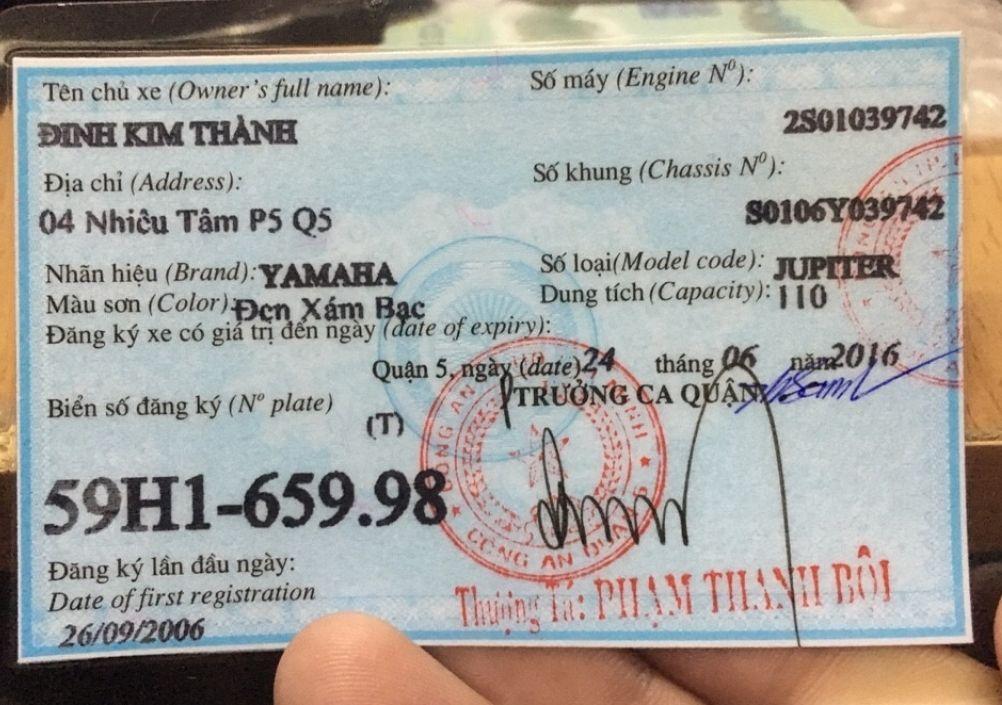 Tên chủ xe (Owner's full name):
ĐINH KIM THÀNH
Địa chỉ (Address):
04 Nhiêu Tâm P5 Q5
Nhãn hiệu (Brand): YAMAHA
Màu sơn (Color): Đen Xám Bạc
Số máy (Engine Nº):
2S01039742
Số khung (Chassis Nº):
S0106Y039742
Số loại(Model code): JUPITER
Dung tích (Capacity): 110
Đăng ký xe có giá trị đến ngày (date of expiry):
Quận 5, ngày (date) 24 tháng 06 năm 2016
TRƯỞNG CA QUẬN
Biển số đăng ký (Nº plate)
(T)
59H1-659.98
Đăng ký lần đầu ngày:
Date of first registration
26/09/2006
CÔNG AN QUẬN 5
Thượng Tá: PHẠM THANH BÔI